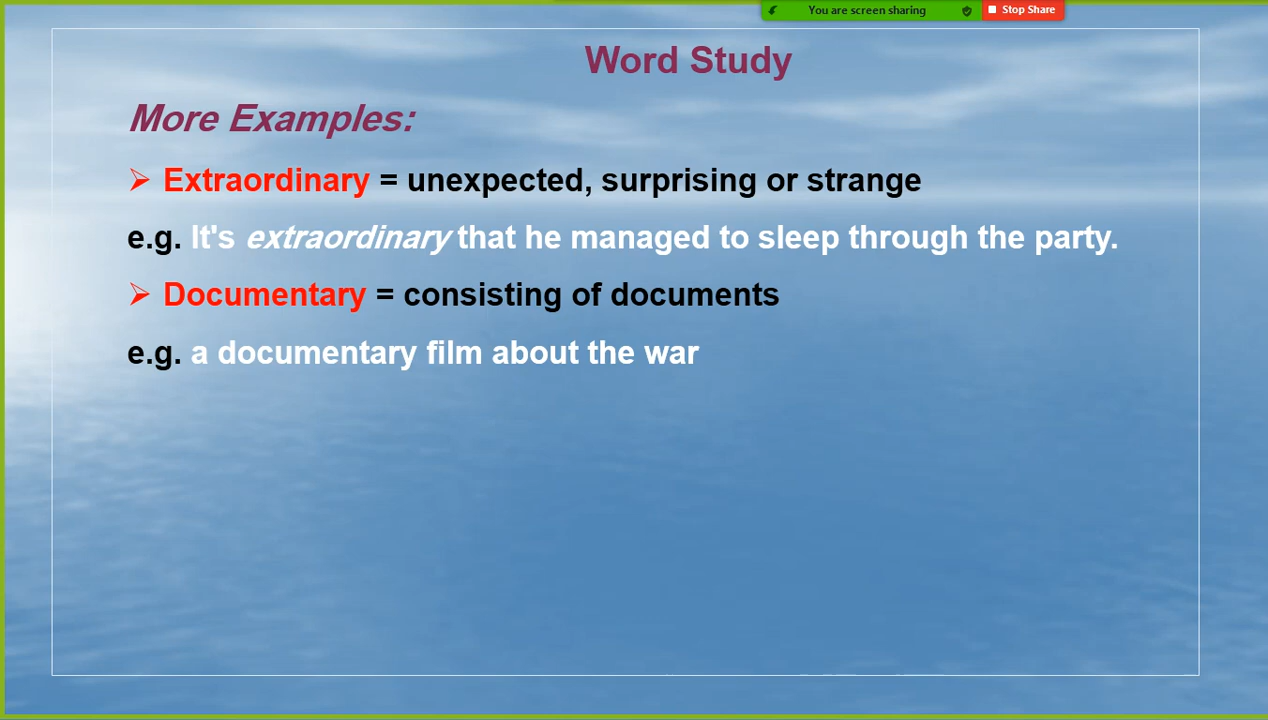 You are screen sharing Stop Share
Word Study
More Examples:
➢ Extraordinary = unexpected, surprising or strange
e.g. It's extraordinary that he managed to sleep through the party.
➢ Documentary = consisting of documents
e.g. a documentary film about the war